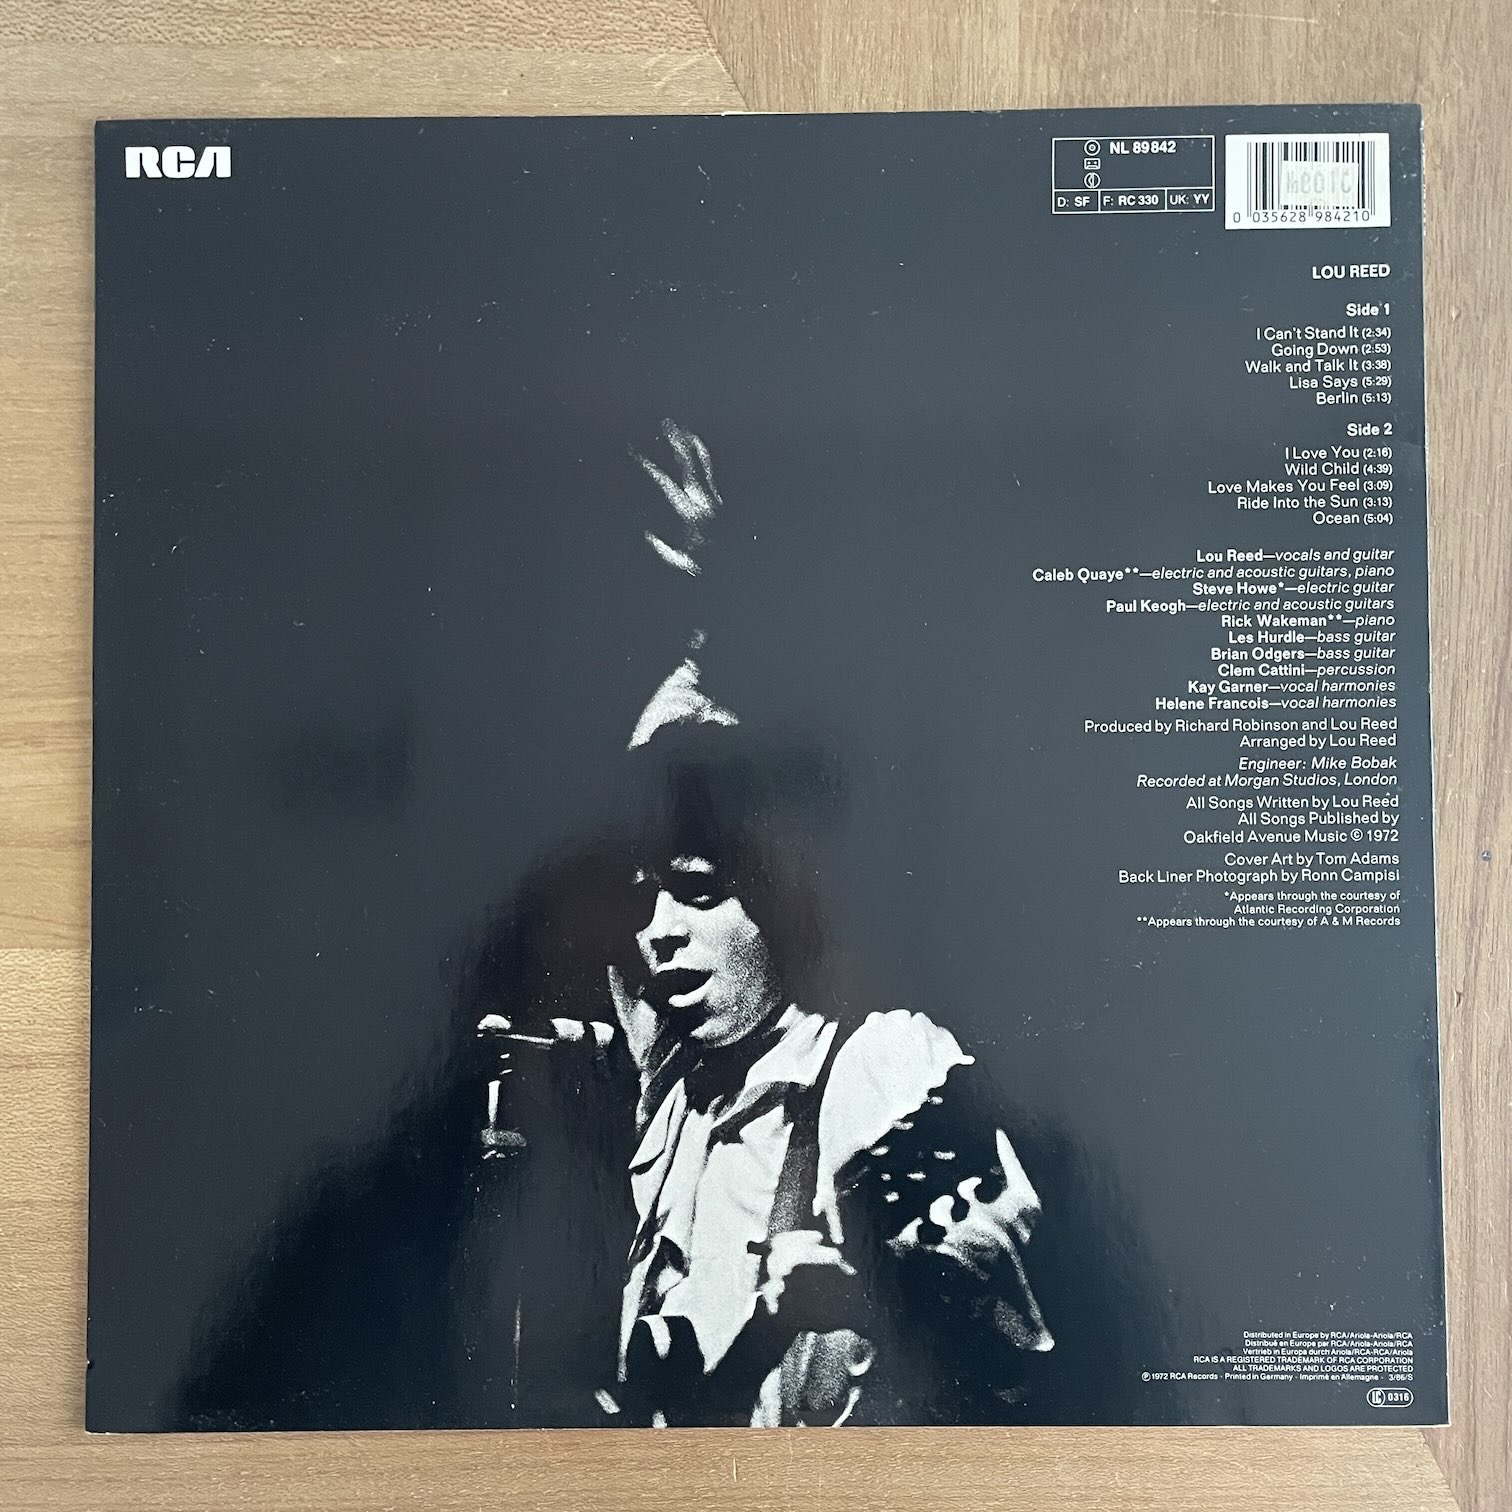 RCA
NL 89842
D: SF F: RC 330 UK: YY
0 035628 984210
LOU REED
Side 1
I Can't Stand It (2:34)
Going Down (2:53)
Walk and Talk It (3:38)
Lisa Says (5:29)
Berlin (5:13)
Side 2
I Love You (2:16)
Wild Child (4:39)
Love Makes You Feel (3:09)
Ride Into the Sun (3:13)
Ocean (5:04)
Lou Reed—vocals and guitar
Caleb Quaye**—electric and acoustic guitars, piano
Steve Howe*—electric guitar
Paul Keogh—electric and acoustic guitars
Rick Wakeman**—piano
Les Hurdle—bass guitar
Brian Odgers—bass guitar
Clem Cattini—percussion
Kay Garner—vocal harmonies
Helene Francois—vocal harmonies
Produced by Richard Robinson and Lou Reed
Arranged by Lou Reed
Engineer: Mike Bobak
Recorded at Morgan Studios, London
All Songs Written by Lou Reed
All Songs Published by
Oakfield Avenue Music © 1972
Cover Art by Tom Adams
Back Liner Photograph by Ronn Campisi
*Appears through the courtesy of
Atlantic Recording Corporation
**Appears through the courtesy of A & M Records
Distributed in Europe by RCA/Ariola-Ariola/RCA
Distribué en Europe par RCA/Ariola-Ariola/RCA
Vertrieb in Europa durch Ariola/RCA-RCA/Ariola
RCA IS A REGISTERED TRADEMARK OF RCA CORPORATION
ALL TRADEMARKS AND LOGOS ARE PROTECTED
℗ 1972 RCA Records · Printed in Germany · Imprimé en Allemagne · 3/86/S
LC 0316